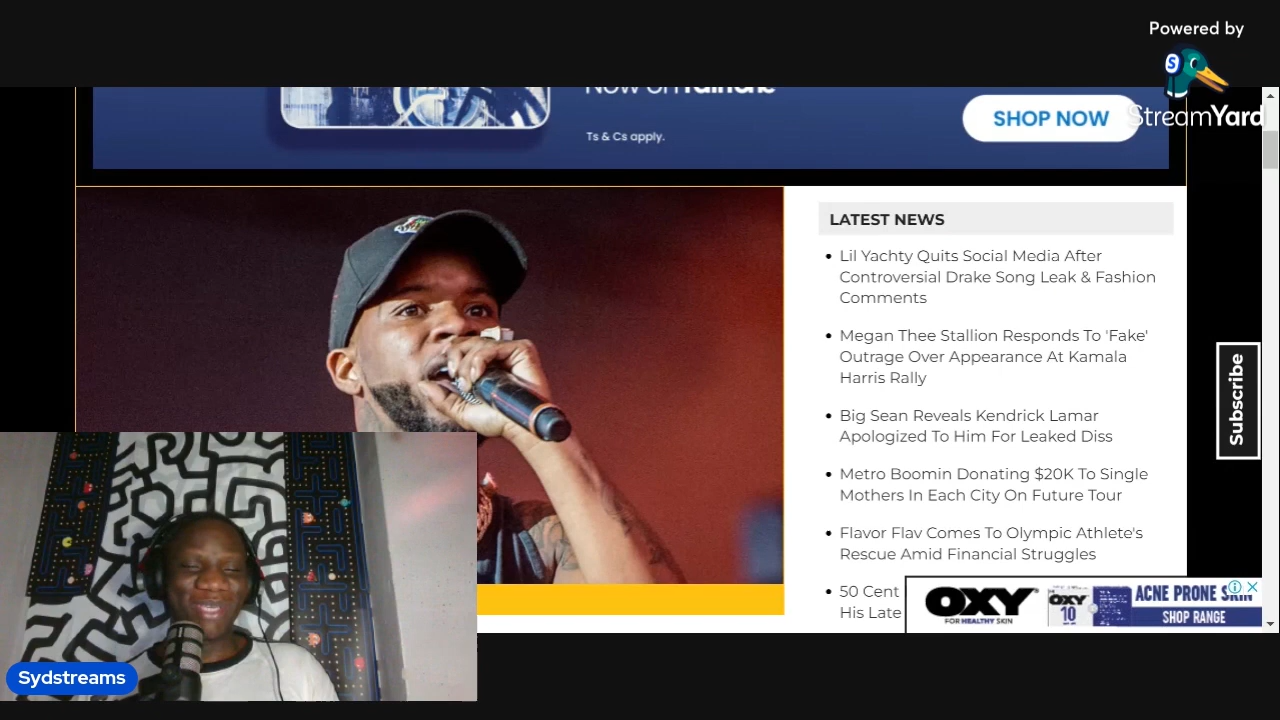 Powered by
StreamYard
Ts & Cs apply.
SHOP NOW
LATEST NEWS
Lil Yachty Quits Social Media After
Controversial Drake Song Leak & Fashion
Comments
Megan Thee Stallion Responds To 'Fake'
Outrage Over Appearance At Kamala
Harris Rally
Big Sean Reveals Kendrick Lamar
Apologized To Him For Leaked Diss
Metro Boomin Donating $20K To Single
Mothers In Each City On Future Tour
Flavor Flav Comes To Olympic Athlete's
Rescue Amid Financial Struggles
50 Cent
His Late
Subscribe
OXY
FOR HEALTHY SKIN
OXY
10
ACNE PRONE SKIN
SHOP RANGE
Sydstreams